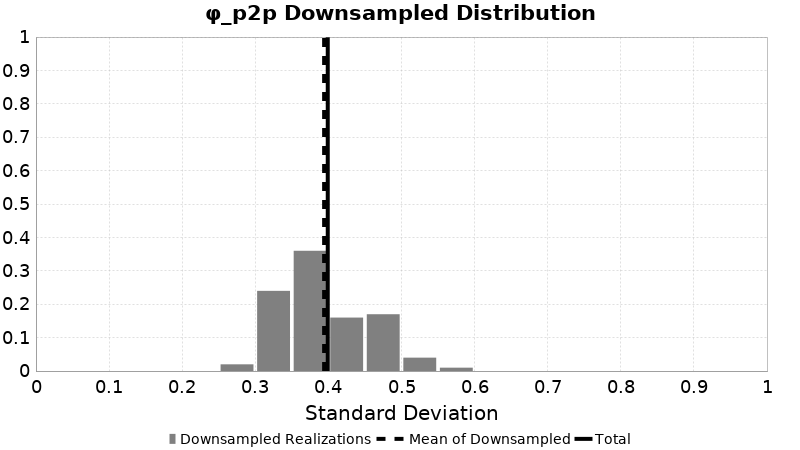 φ_p2p Downsampled Distribution
1
0.9
0.8
0.7
0.6
0.5
0.4
0.3
0.2
0.1
0
0 0.1 0.2 0.3 0.4 0.5 0.6 0.7 0.8 0.9 1
Standard Deviation
Downsampled Realizations Mean of Downsampled Total